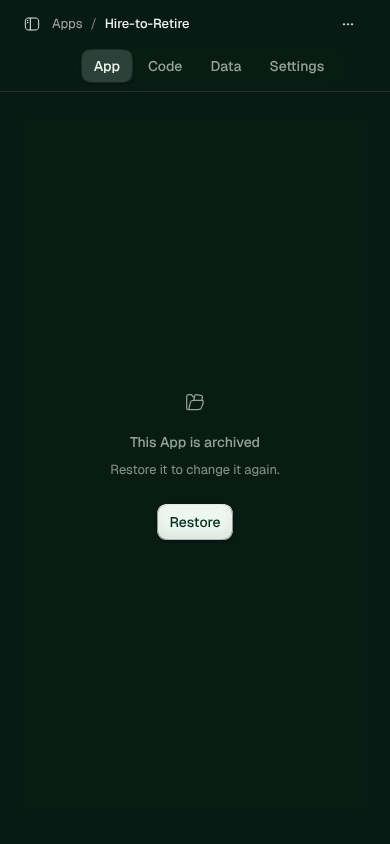 Apps / Hire-to-Retire
App Code Data Settings
This App is archived
Restore it to change it again.
Restore